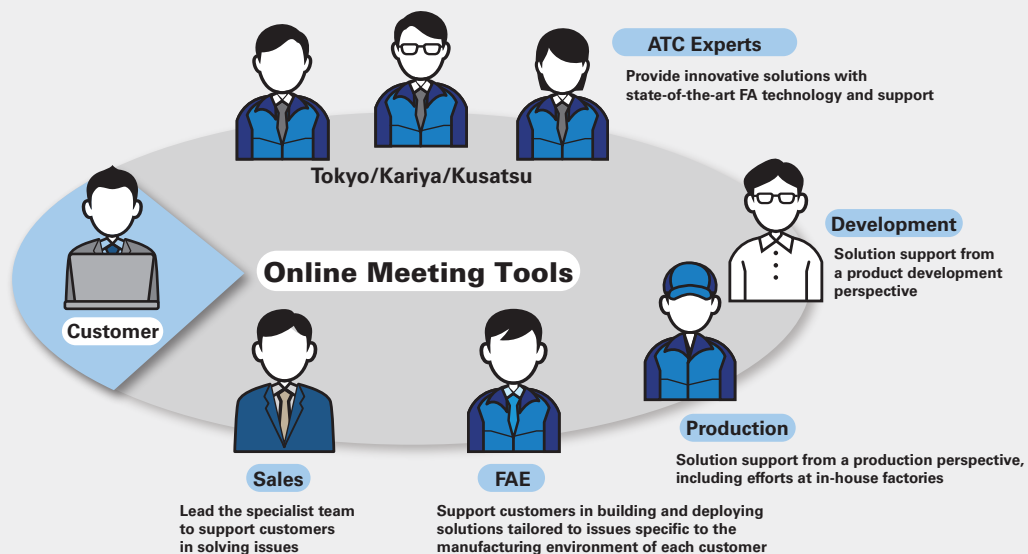 ATC Experts
Provide innovative solutions with
state-of-the-art FA technology and support
Tokyo/Kariya/Kusatsu
Development
Solution support from
a product development
perspective
Online Meeting Tools
Customer
Production
Solution support from a production perspective,
including efforts at in-house factories
Sales
Lead the specialist team
to support customers
in solving issues
FAE
Support customers in building and deploying
solutions tailored to issues specific to the
manufacturing environment of each customer